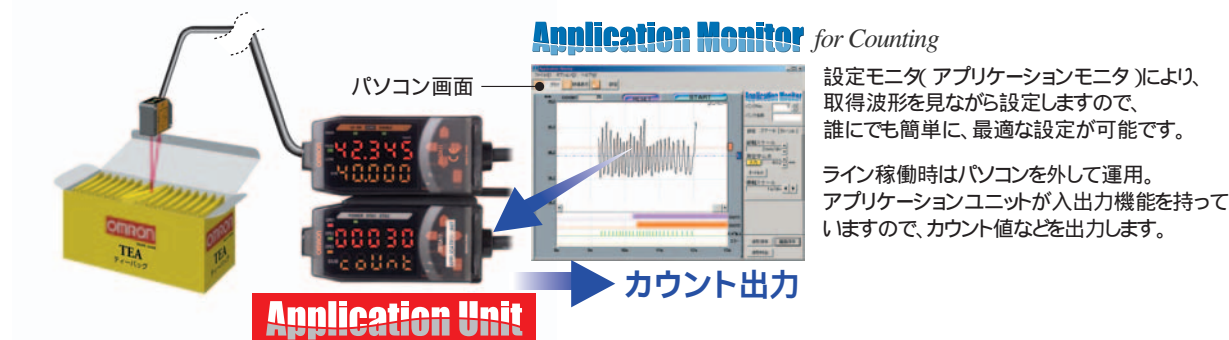 Application Monitor for Counting
パソコン画面
設定モニタ( アプリケーションモニタ )により、
取得波形を見ながら設定しますので、
誰にでも簡単に、最適な設定が可能です。
ライン稼働時はパソコンを外して運用。
アプリケーションユニットが入出力機能を持って
いますので、カウント値などを出力します。
RESET
START
Application Monitor
42.345
40.000
OMRON
00030
coUnt
OMRON
OMRON
TEA
ティーバッグ
カウント出力
Application Unit